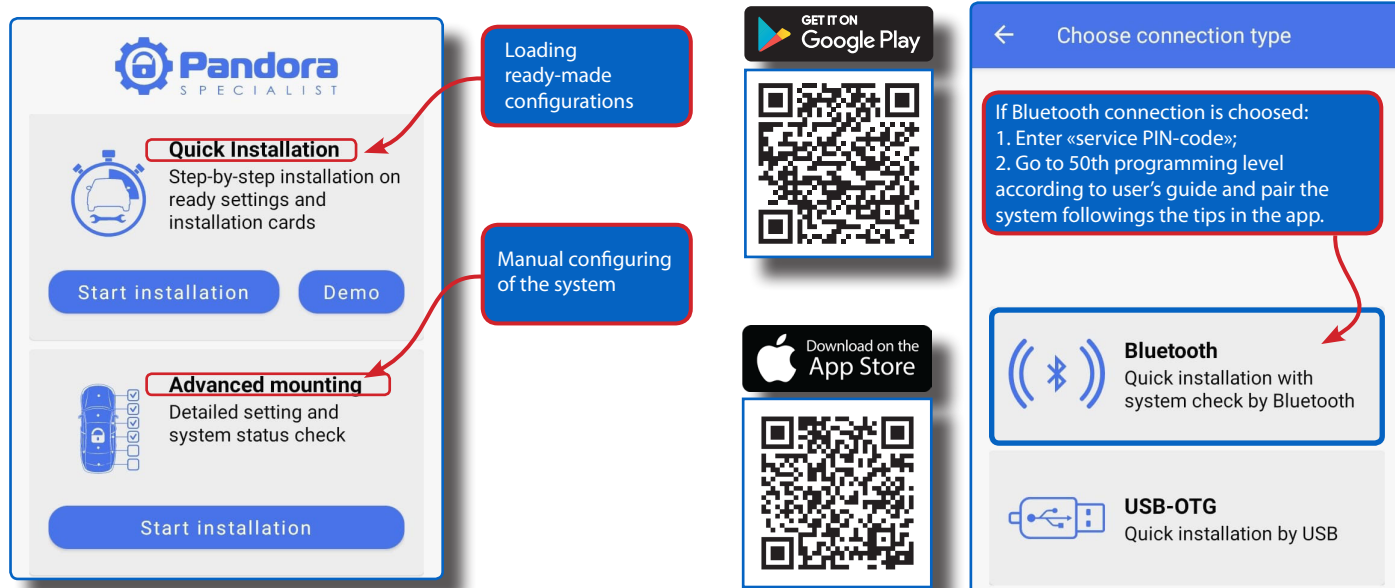 Pandora
SPECIALIST
Quick Installation
Step-by-step installation on
ready settings and
installation cards
Start installation
Demo
Advanced mounting
Detailed setting and
system status check
Start installation
Loading
ready-made
configurations
Manual configuring
of the system
GET IT ON
Google Play
Download on the
App Store
Choose connection type
If Bluetooth connection is choosed:
1. Enter «service PIN-code»;
2. Go to 50th programming level
according to user’s guide and pair the
system followings the tips in the app.
Bluetooth
Quick installation with
system check by Bluetooth
USB-OTG
Quick installation by USB